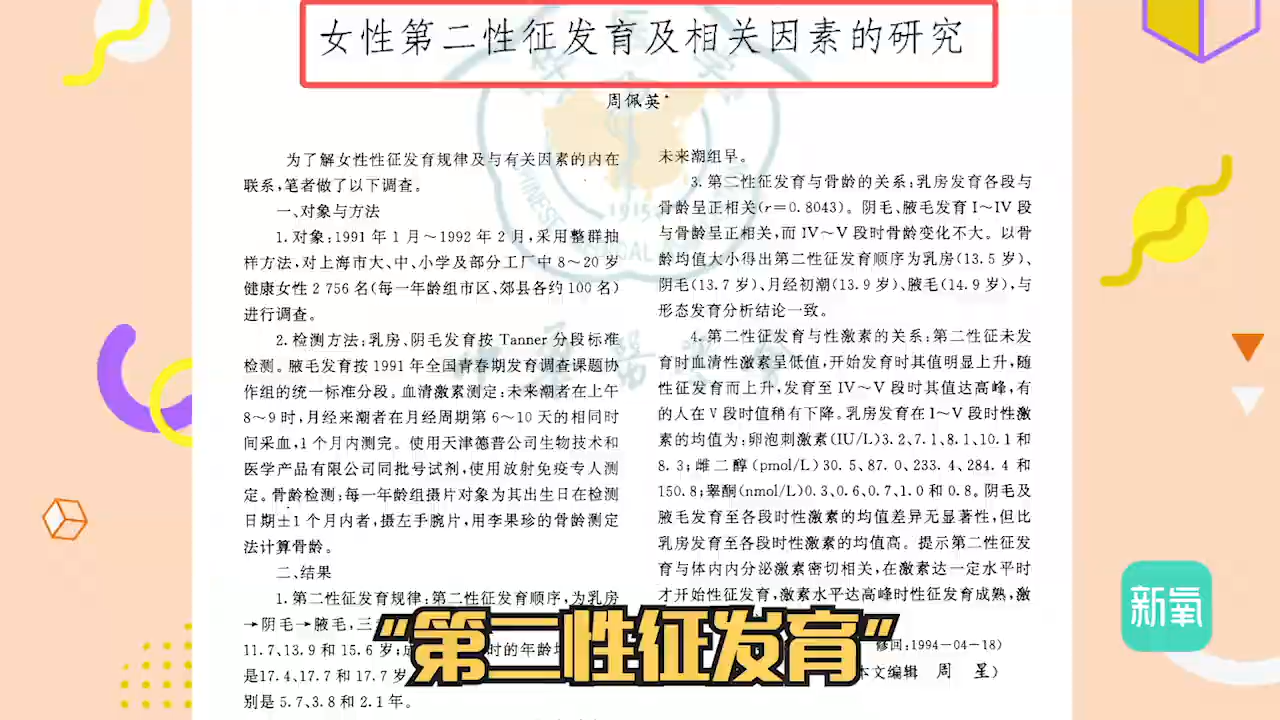 女性第二性征发育及相关因素的研究
周佩英*
为了解女性性征发育规律及与有关因素的内在
联系,笔者做了以下调查。
一、对象与方法
1.对象:1991年1月~1992年2月,采用整群抽
样方法,对上海市大、中、小学及部分工厂中8~20岁
健康女性2 756名(每一年龄组市区、郊县各约100名)
进行调查。
2.检测方法:乳房、阴毛发育按Tanner分段标准
检测。腋毛发育按1991年全国青春期发育调查课题协
作组的统一标准分段。血清激素测定:未来潮者在上午
8~9时,月经来潮者在月经周期第6~10天的相同时
间采血,1个月内测完。使用天津德普公司生物技术和
医学产品有限公司同批号试剂,使用放射免疫专人测
定。骨龄检测:每一年龄组摄片对象为其出生日在检测
日期±1个月内者,摄左手腕片,用李果珍的骨龄测定
法计算骨龄。
二、结果
1.第二性征发育规律:第二性征发育顺序,为乳房
→阴毛→腋毛,三
11.7、13.9和15.6岁;时的年龄
是17.4、17.7和17.7岁
别是5.7、3.8和2.1年。
未来潮组早。
3.第二性征发育与骨龄的关系:乳房发育各段与
骨龄呈正相关(r=0.8043)。阴毛、腋毛发育I~IV段
与骨龄呈正相关,而IV~V段时骨龄变化不大。以骨
龄均值大小得出第二性征发育顺序为乳房(13.5岁)、
阴毛(13.7岁)、月经初潮(13.9岁)、腋毛(14.9岁),与
形态发育分析结论一致。
4.第二性征发育与性激素的关系:第二性征未发
育时血清性激素呈低值,开始发育时其值明显上升,随
性征发育而上升,发育至IV~V段时其值达高峰,有
的人在V段时值稍有下降。乳房发育在I~V段时性激
素的均值为:卵泡刺激素(IU/L)3.2、7.1、8.1、10.1和
8.3;雌二醇(pmol/L)30.5、87.0、233.4、284.4和
150.8;睾酮(nmol/L)0.3、0.6、0.7、1.0和0.8。阴毛及
腋毛发育至各段时性激素的均值差异无显著性,但比
乳房发育至各段时性激素的均值高。提示第二性征发
育与体内内分泌激素密切相关,在激素达一定水平时
才开始性征发育,激素水平达高峰时性征发育成熟,激
修回:1994-04-18)
本文编辑 周 星)
“第二性征发育”
新氧